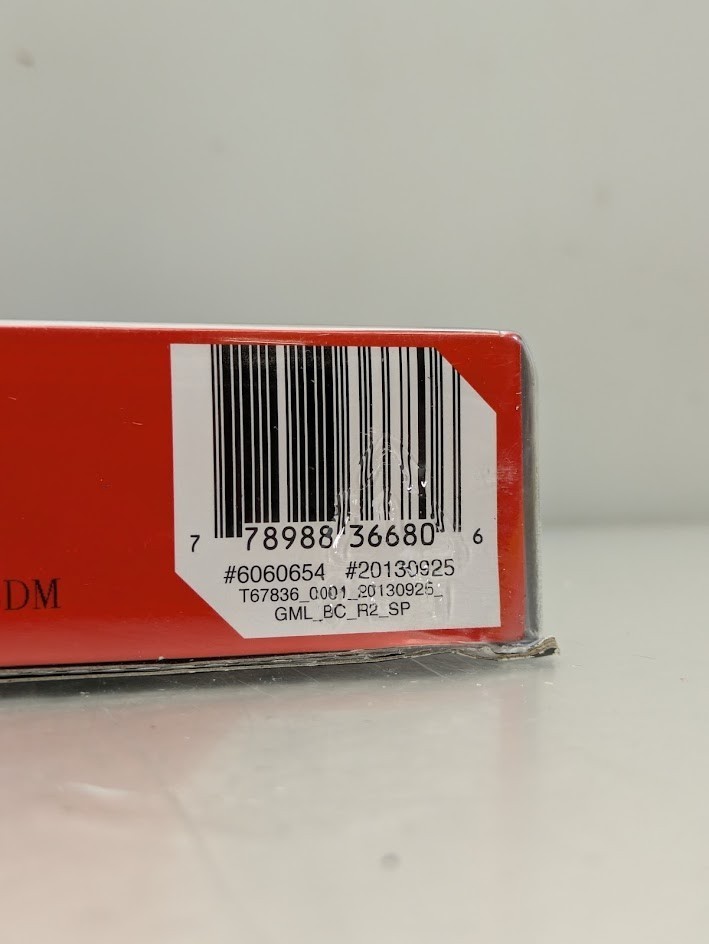 DM
7 78988 36680 6
#6060654 #20130925
T67836_0001_20130925_
GML_BC_R2_SP